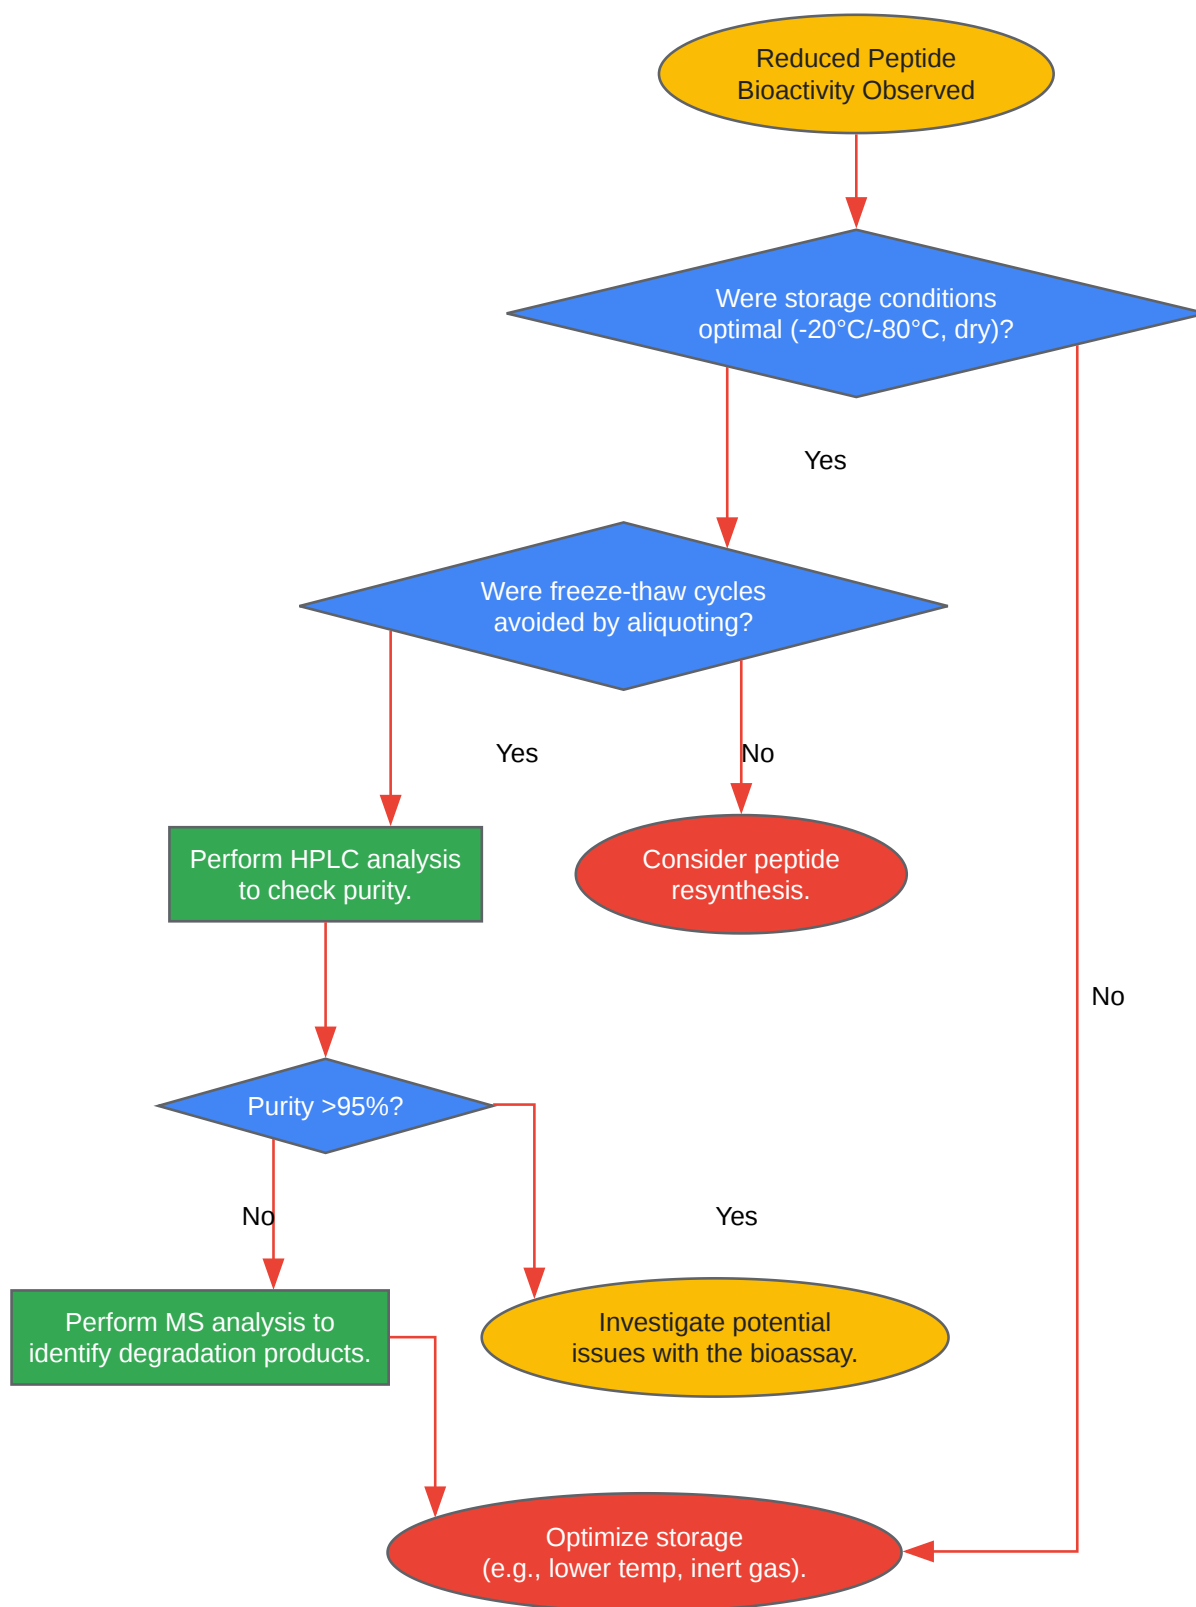 Reduced Peptide
Bioactivity Observed
Were storage conditions
optimal (-20°C/-80°C, dry)?
Yes
Were freeze-thaw cycles
avoided by aliquoting?
Yes
No
Perform HPLC analysis
to check purity.
Consider peptide
resynthesis.
No
Purity >95%?
No
Yes
Perform MS analysis to
identify degradation products.
Investigate potential
issues with the bioassay.
Optimize storage
(e.g., lower temp, inert gas).